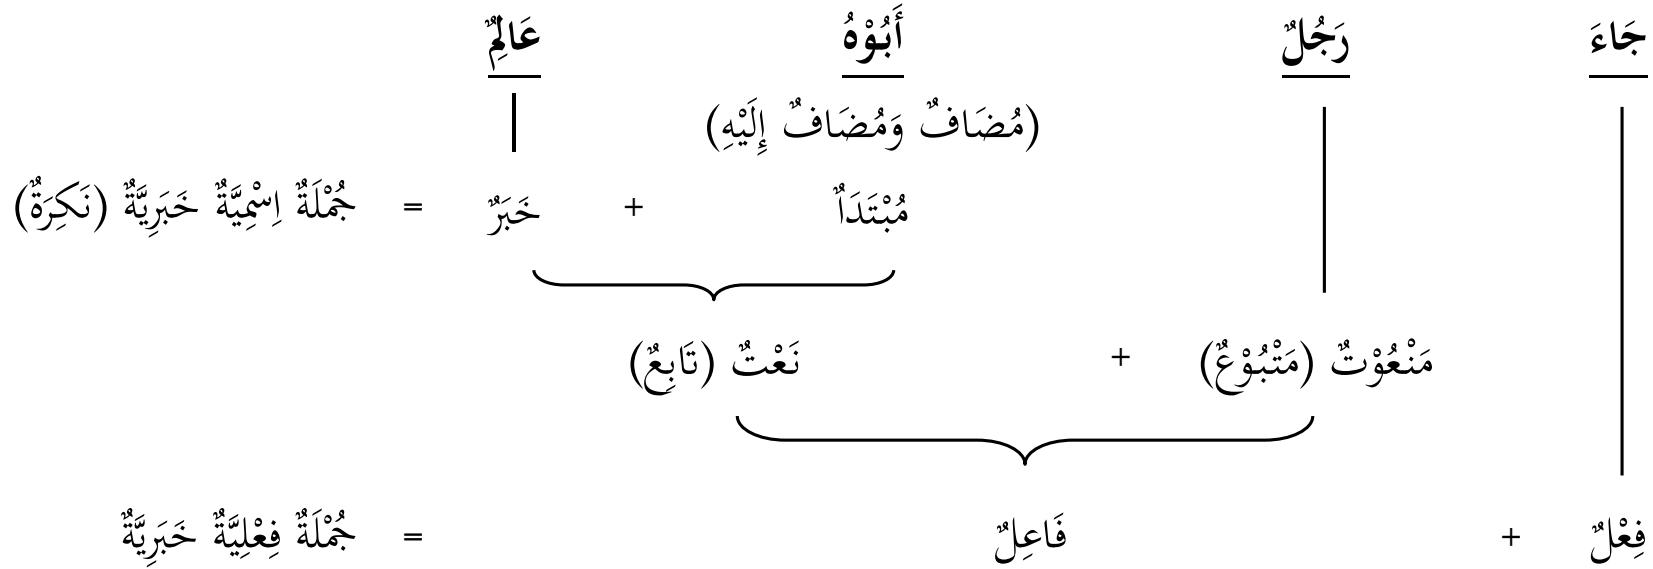 جَاءَ رَجُلٌ أَبُوْهُ عَالِمٌ
(مُضَافٌ وَمُضَافٌ إِلَيْهِ)
مُبْتَدَاٌ + خَبَرٌ = جُمْلَةٌ اِسْمِيَّةٌ خَبَرِيَّةٌ (نَكِرَةٌ)
مَنْعُوْتٌ (مَتْبُوْعٌ) + نَعْتٌ (تَابِعٌ)
فِعْلٌ + فَاعِلٌ = جُمْلَةٌ فِعْلِيَّةٌ خَبَرِيَّةٌ